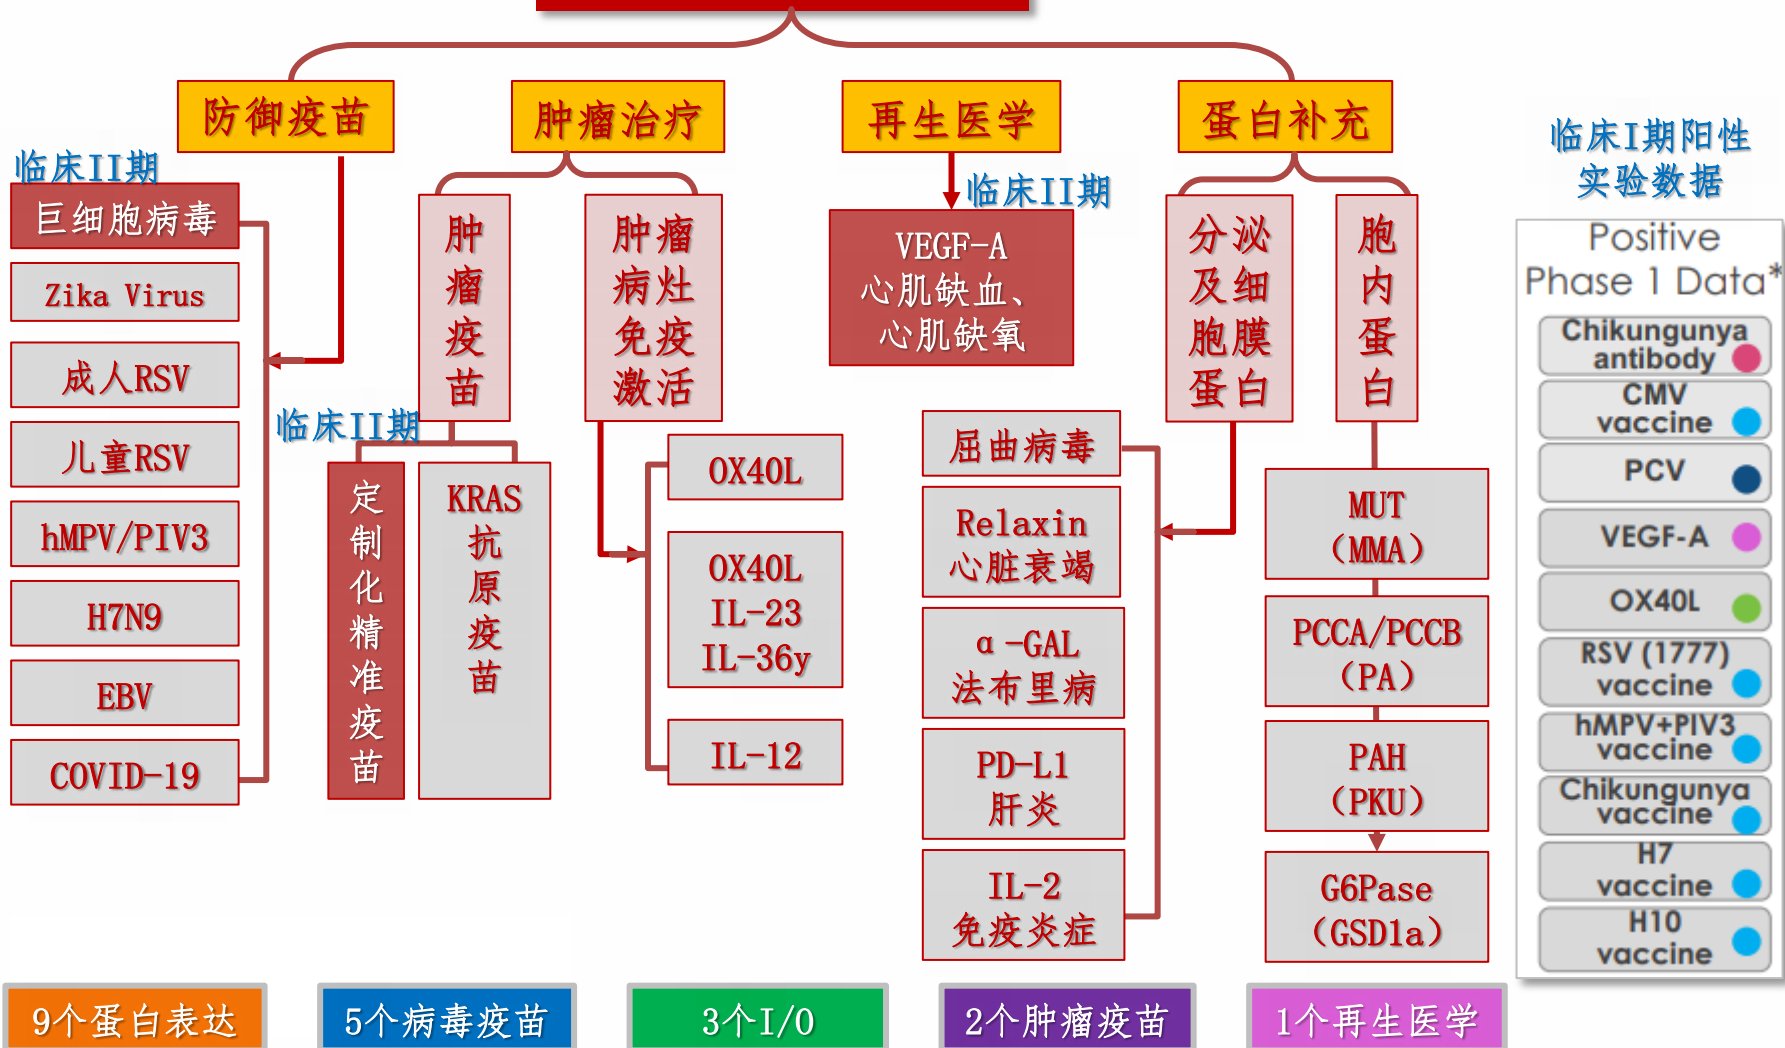 防御疫苗
肿瘤治疗
再生医学
蛋白补充
临床II期
巨细胞病毒
Zika Virus
成人RSV
儿童RSV
hMPV/PIV3
H7N9
EBV
COVID-19
肿
瘤
疫
苗
肿瘤
病灶
免疫
激活
临床II期
定
制
化
精
准
疫
苗
KRAS
抗
原
疫
苗
OX40L
OX40L
IL-23
IL-36y
IL-12
临床II期
VEGF-A
心肌缺血、
心肌缺氧
分泌
及细
胞膜
蛋白
胞
内
蛋
白
屈曲病毒
Relaxin
心脏衰竭
α-GAL
法布里病
PD-L1
肝炎
IL-2
免疫炎症
MUT
（MMA）
PCCA/PCCB
（PA）
PAH
（PKU）
G6Pase
（GSD1a）
临床I期阳性
实验数据
Positive
Phase 1 Data*
Chikungunya
antibody
CMV
vaccine
PCV
VEGF-A
OX40L
RSV (1777)
vaccine
hMPV+PIV3
vaccine
Chikungunya
vaccine
H7
vaccine
H10
vaccine
9个蛋白表达
5个病毒疫苗
3个I/O
2个肿瘤疫苗
1个再生医学